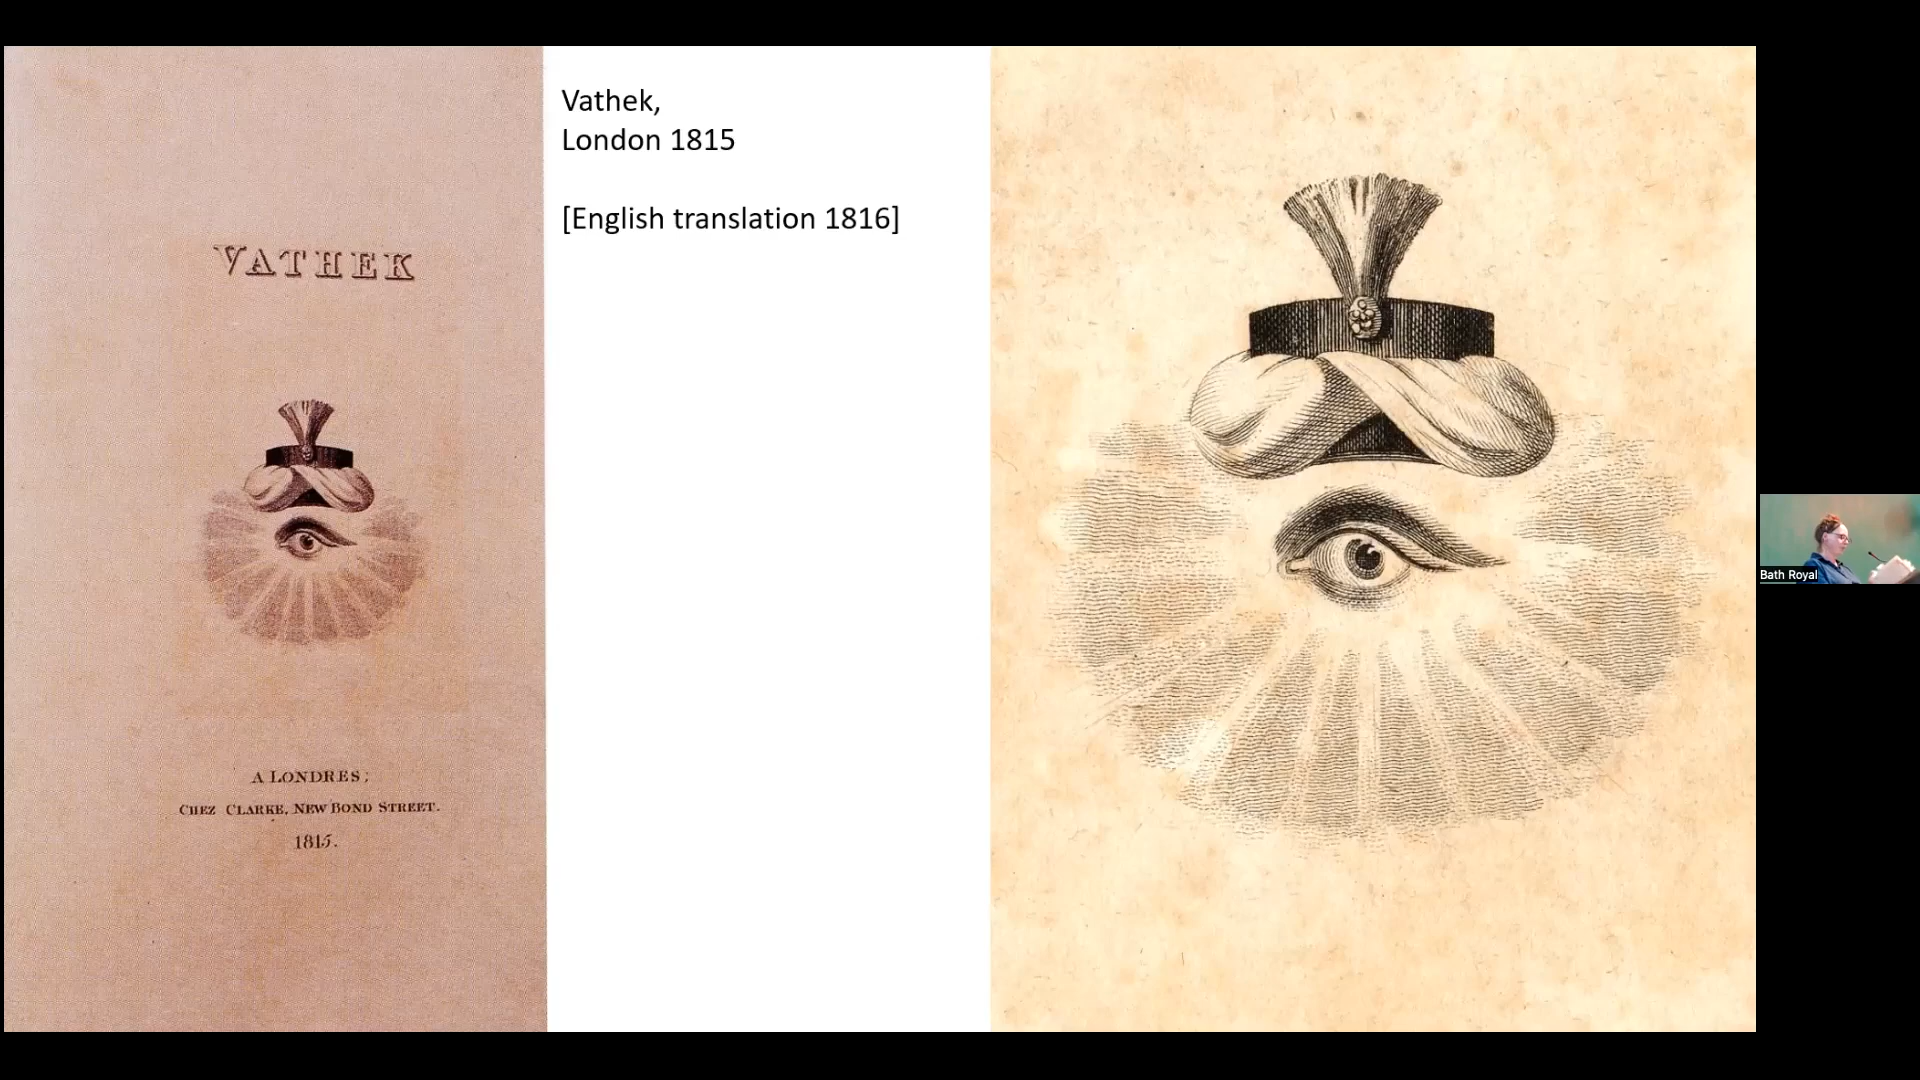 VATHEK
A LONDRES;
CHEZ CLARKE, NEW BOND STREET.
1815.
Vathek,
London 1815
[English translation 1816]
Bath Royal